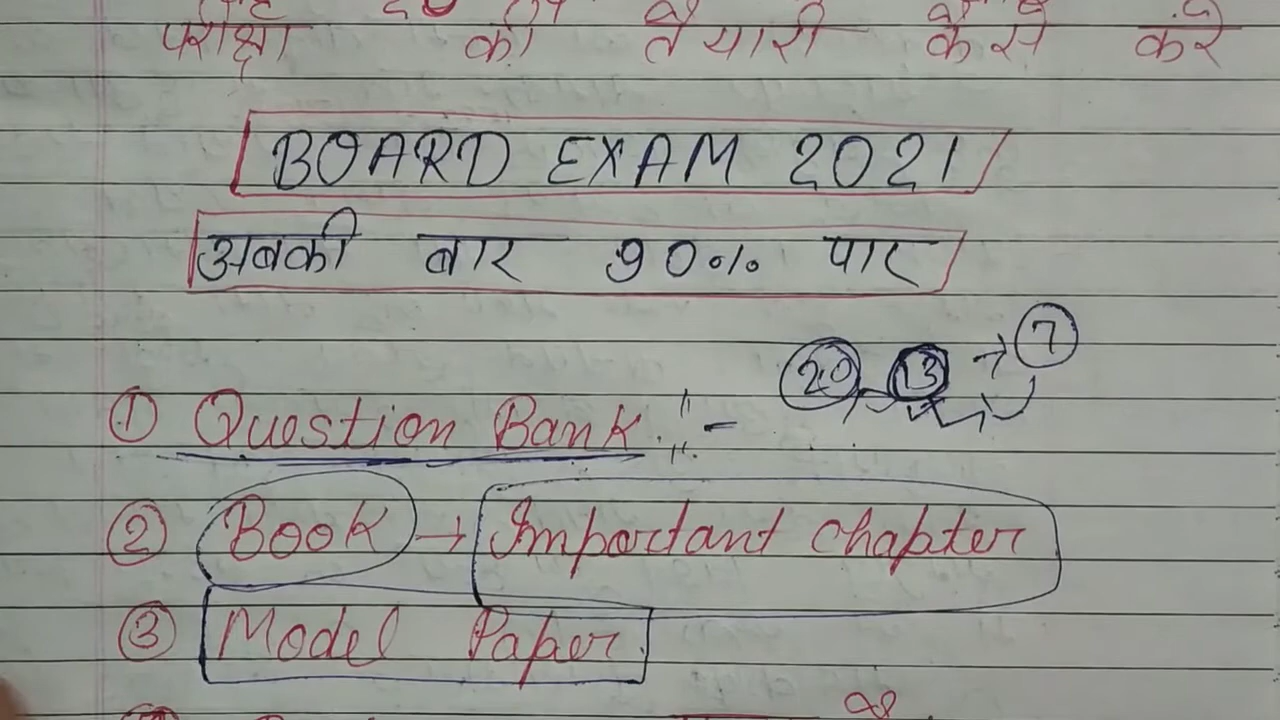 परीक्षा की तैयारी कैसे करें
BOARD EXAM 2021
अबकी बार 90% पार
20 13 → 7
① Question Bank :-
② Book → Important chapter
③ Model Paper